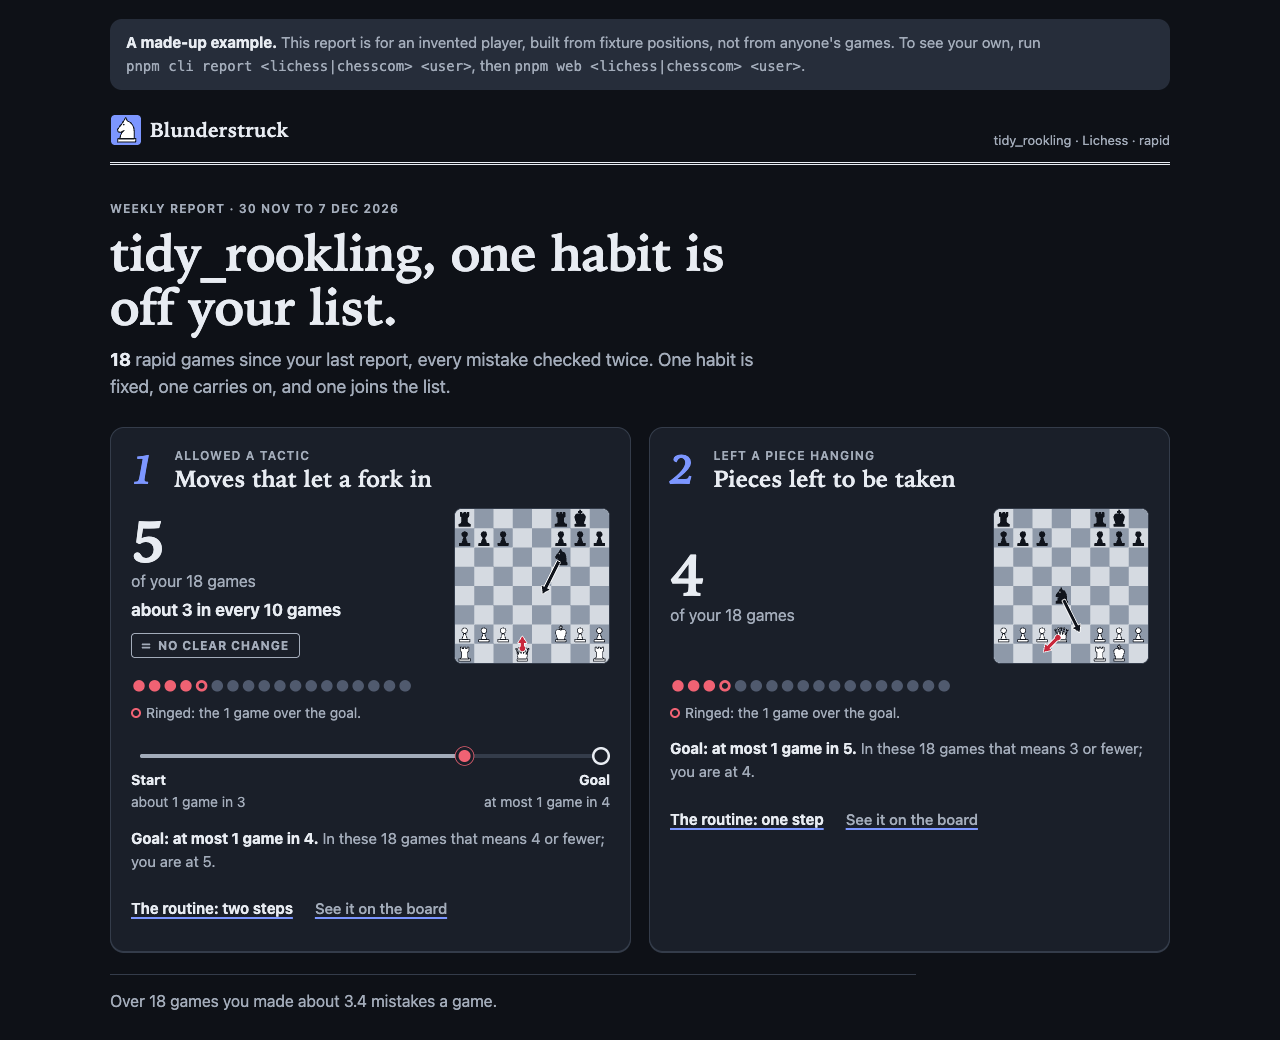 A made-up example. This report is for an invented player, built from fixture positions, not from anyone's games. To see your own, run
pnpm cli report <lichess|chesscom> <user>, then pnpm web <lichess|chesscom> <user>.
Blunderstruck
tidy_rookling · Lichess · rapid
WEEKLY REPORT · 30 NOV TO 7 DEC 2026
tidy_rookling, one habit is
off your list.
18 rapid games since your last report, every mistake checked twice. One habit is
fixed, one carries on, and one joins the list.
1
ALLOWED A TACTIC
Moves that let a fork in
5
of your 18 games
about 3 in every 10 games
= NO CLEAR CHANGE
Ringed: the 1 game over the goal.
Start
Goal
about 1 game in 3
at most 1 game in 4
Goal: at most 1 game in 4. In these 18 games that means 4 or fewer;
you are at 5.
The routine: two steps
See it on the board
2
LEFT A PIECE HANGING
Pieces left to be taken
4
of your 18 games
Ringed: the 1 game over the goal.
Goal: at most 1 game in 5. In these 18 games that means 3 or fewer;
you are at 4.
The routine: one step
See it on the board
Over 18 games you made about 3.4 mistakes a game.